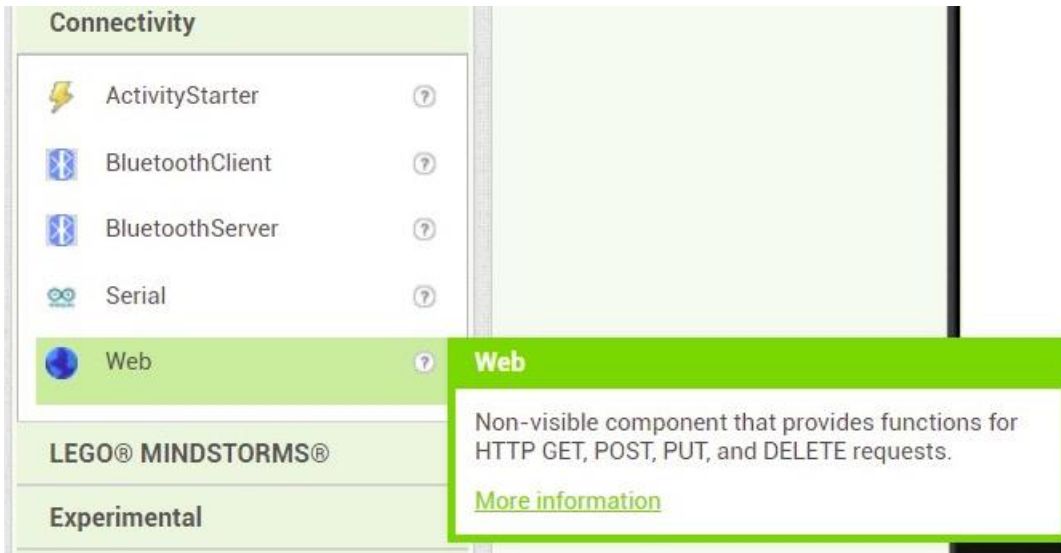 Connectivity
ActivityStarter
BluetoothClient
BluetoothServer
Serial
Web
LEGO® MINDSTORMS®
Experimental
Web
Non-visible component that provides functions for
HTTP GET, POST, PUT, and DELETE requests.
More information